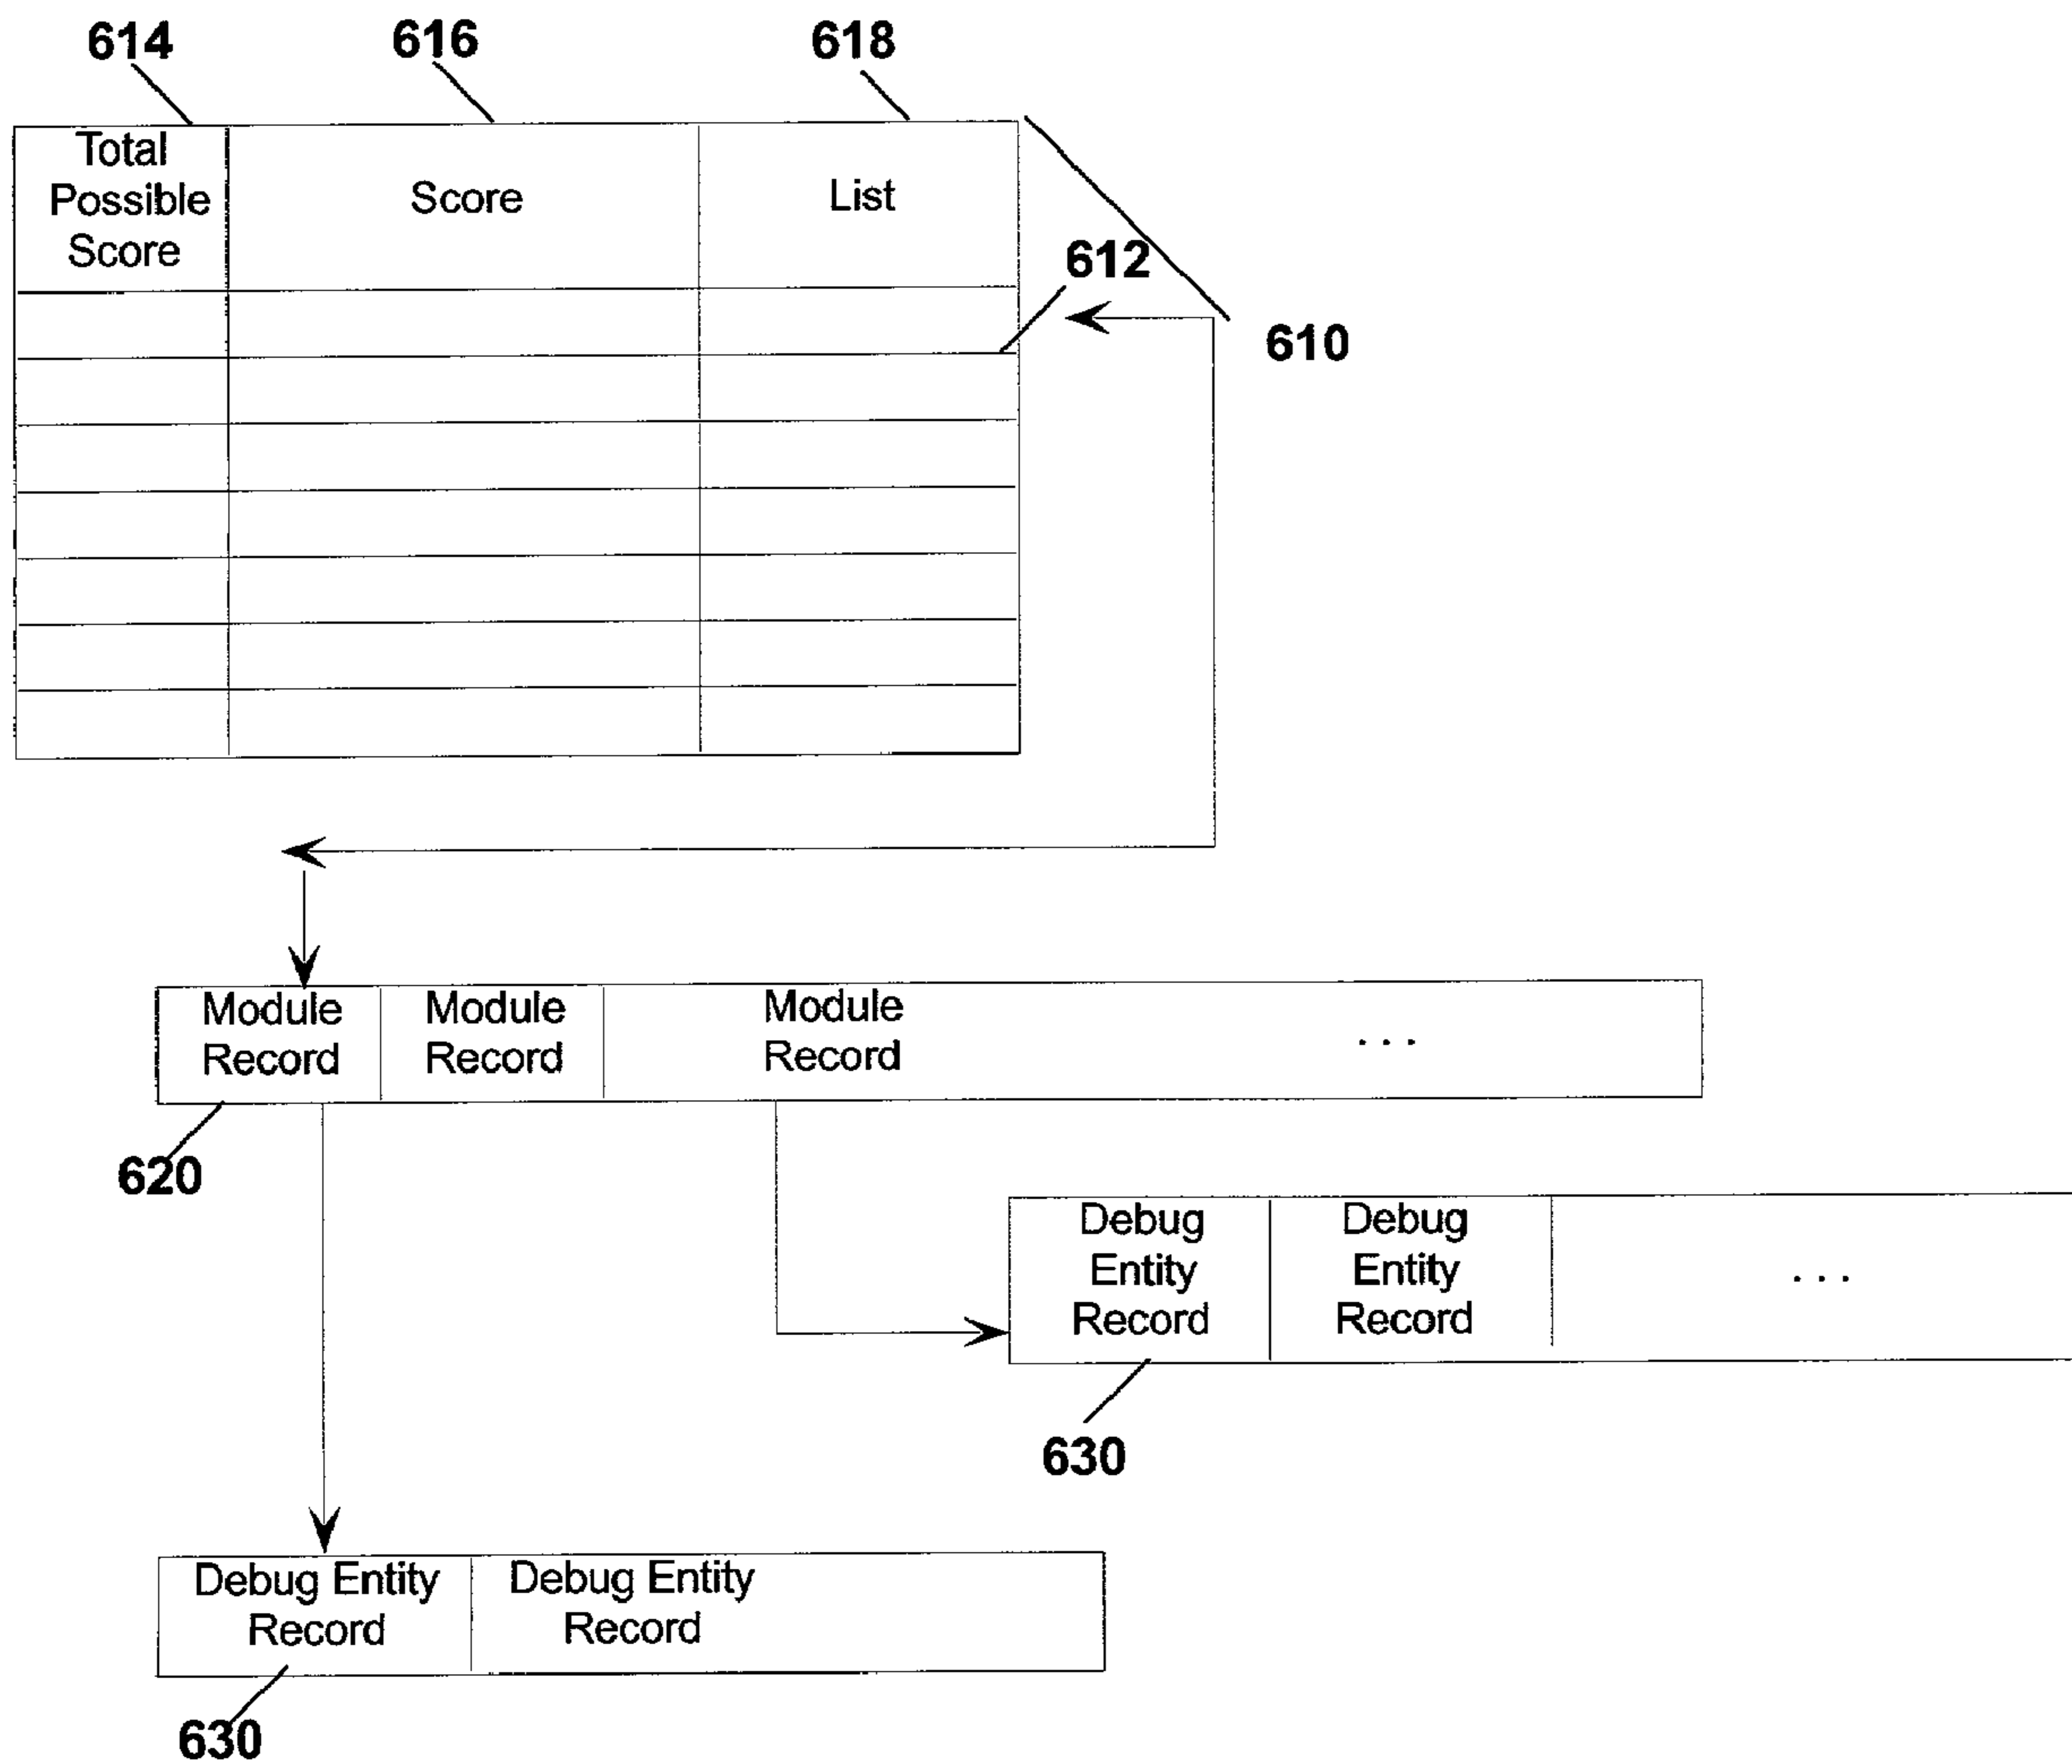 614 616 618
Total
Possible
Score
Score
List
612
610
Module
Record
Module
Record
Module
Record
. . .
620
Debug
Entity
Record
Debug
Entity
Record
. . .
630
Debug Entity
Record
Debug Entity
Record
630